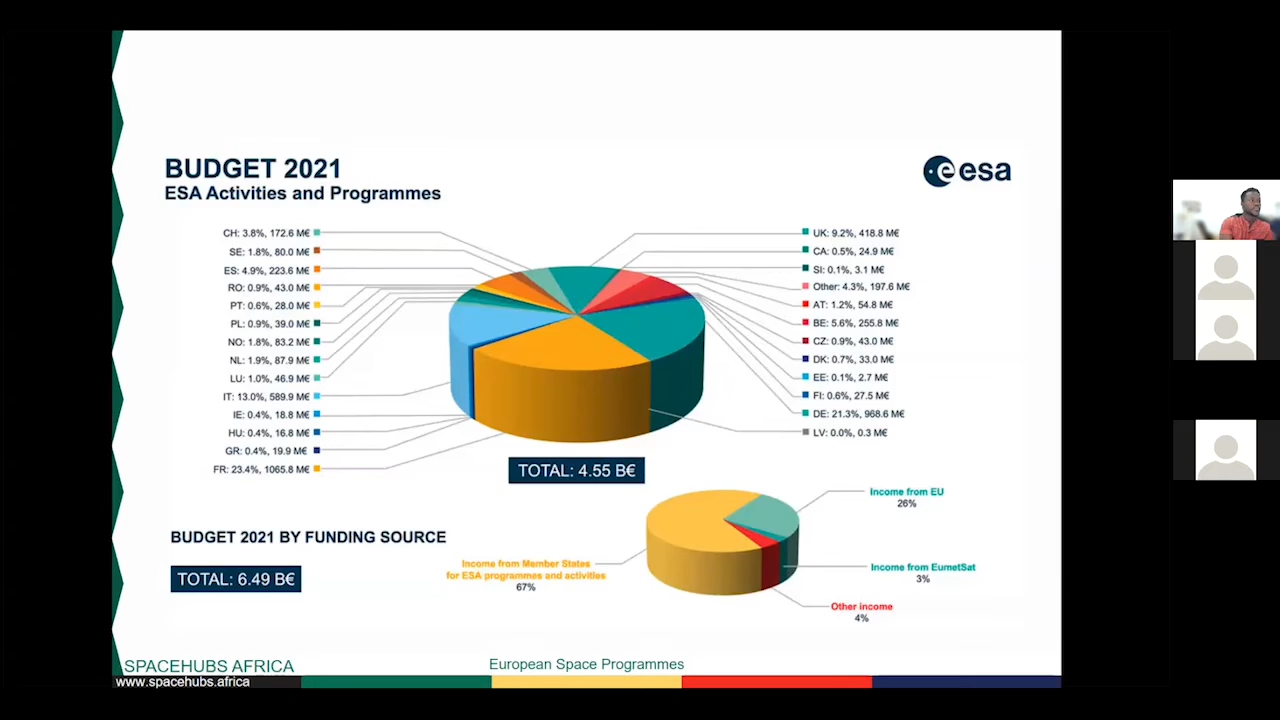 BUDGET 2021
ESA Activities and Programmes
esa
CH: 3.8%, 172.6 M€
SE: 1.8%, 80.0 M€
ES: 4.9%, 223.6 M€
RO: 0.9%, 43.0 M€
PT: 0.6%, 28.0 M€
PL: 0.9%, 39.0 M€
NO: 1.8%, 83.2 M€
NL: 1.9%, 87.9 M€
LU: 1.0%, 46.9 M€
IT: 13.0%, 589.9 M€
IE: 0.4%, 18.8 M€
HU: 0.4%, 16.8 M€
GR: 0.4%, 19.9 M€
FR: 23.4%, 1065.8 M€
UK: 9.2%, 418.8 M€
CA: 0.5%, 24.9 M€
SI: 0.1%, 3.1 M€
Other: 4.3%, 197.6 M€
AT: 1.2%, 54.8 M€
BE: 5.6%, 255.8 M€
CZ: 0.9%, 43.0 M€
DK: 0.7%, 33.0 M€
EE: 0.1%, 2.7 M€
FI: 0.6%, 27.5 M€
DE: 21.3%, 968.6 M€
LV: 0.0%, 0.3 M€
TOTAL: 4.55 B€
BUDGET 2021 BY FUNDING SOURCE
TOTAL: 6.49 B€
Income from Member States
for ESA programmes and activities
67%
Income from EU
26%
Income from EumetSat
3%
Other income
4%
SPACEHUBS AFRICA
European Space Programmes
www.spacehubs.africa